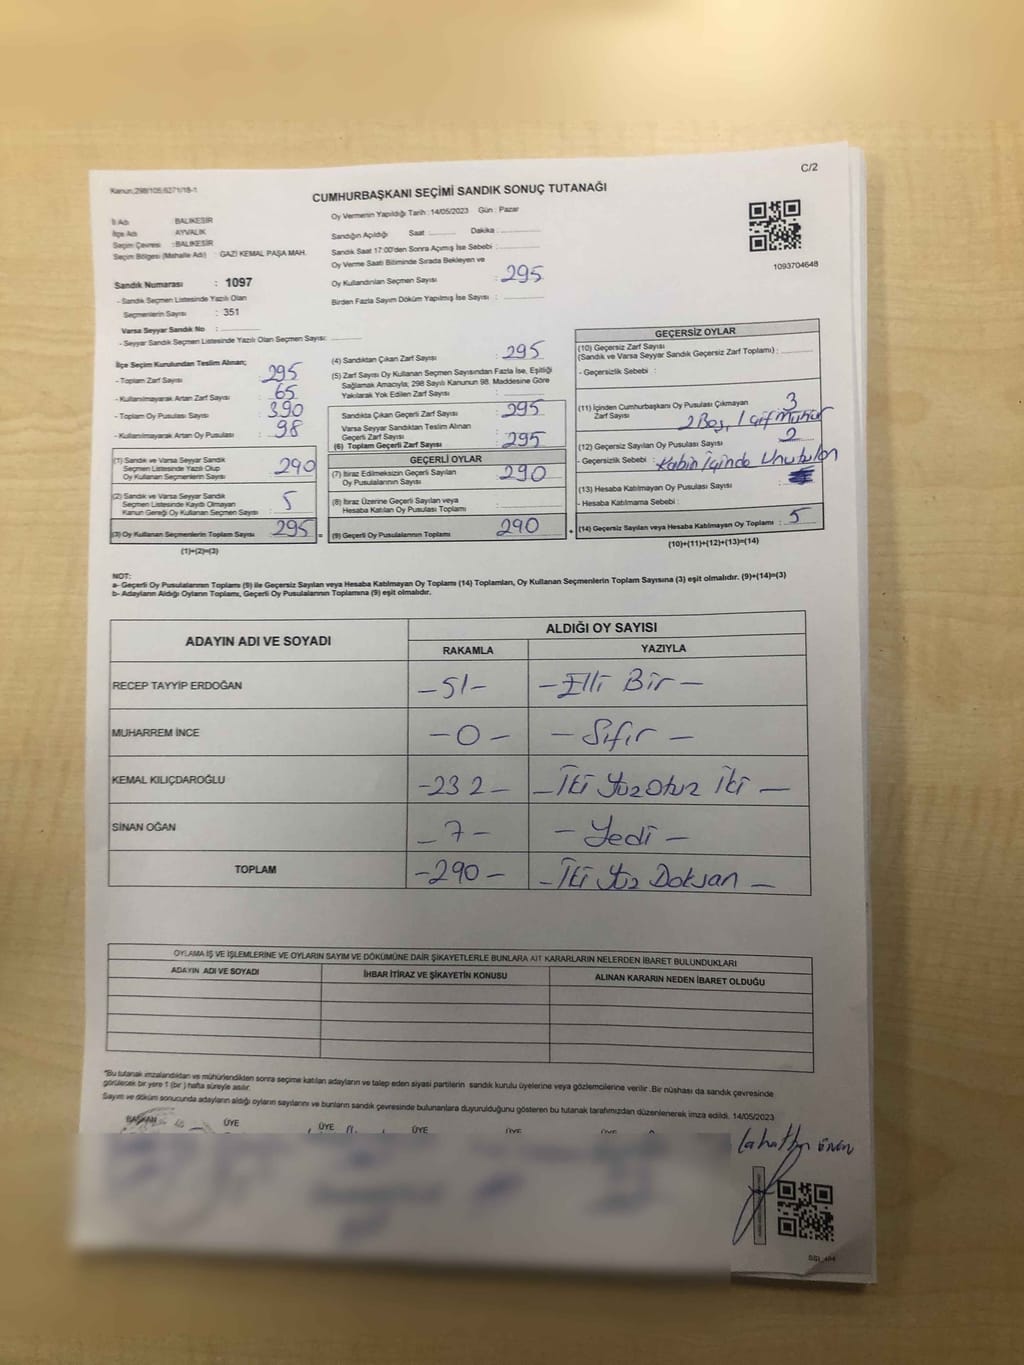 C/2
Kanun;298/105;6271/18-1
CUMHURBAŞKANI SEÇİMİ SANDIK SONUÇ TUTANAĞI
İl Adı : BALIKESİR
İlçe Adı : AYVALIK
Seçim Çevresi : BALIKESİR
Seçim Bölgesi (Mahalle Adı) : GAZİ KEMAL PAŞA MAH.
Sandık Numarası : 1097
- Sandık Seçmen Listesinde Yazılı Olan
Seçmenlerin Sayısı : 351
Varsa Seyyar Sandık No : ............
- Seyyar Sandık Seçmen Listesinde Yazılı Olan Seçmen Sayısı: ............
Oy Vermenin Yapıldığı Tarih : 14/05/2023 Gün : Pazar
Sandığın Açıldığı Saat ............ Dakika : ............
Sandık Saat 17:00'den Sonra Açımış İse Sebebi : ............
Oy Verme Saati Bitiminde Sırada Bekleyen ve
Oy Kullandırılan Seçmen Sayısı : 295
Birden Fazla Sayım Döküm Yapılmış İse Sayısı : ............
1093704648
İlçe Seçim Kurulundan Teslim Alınan;
- Toplam Zarf Sayısı : 295
- Kullanılmayarak Artan Zarf Sayısı : 65
- Toplam Oy Pusulası Sayısı : 390
- Kullanılmayarak Artan Oy Pusulası : 98
(1) Sandık ve Varsa Seyyar Sandık
Seçmen Listesinde Yazılı Olup
Oy Kullanan Seçmenlerin Sayısı : 290
(2) Sandık ve Varsa Seyyar Sandık
Seçmen Listesinde Kayıtlı Olmayan
Kanun Gereği Oy Kullanan Seçmen Sayısı : 5
(3) Oy Kullanan Seçmenlerin Toplam Sayısı : 295 =
(1)+(2)=(3)
(4) Sandıktan Çıkan Zarf Sayısı : 295
(5) Zarf Sayısı Oy Kullanan Seçmen Sayısından Fazla İse, Eşitliği
Sağlamak Amacıyla; 298 Sayılı Kanunun 98. Maddesine Göre
Yakılarak Yok Edilen Zarf Sayısı : ............
Sandıkta Çıkan Geçerli Zarf Sayısı : 295
Varsa Seyyar Sandıktan Teslim Alınan
Geçerli Zarf Sayısı
(6) Toplam Geçerli Zarf Sayısı : 295
GEÇERLİ OYLAR
(7) İtiraz Edilmeksizin Geçerli Sayılan
Oy Pusulalarının Sayısı : 290
(8) İtiraz Üzerine Geçerli Sayılan veya
Hesaba Katılan Oy Pusulası Toplamı : ............
(9) Geçerli Oy Pusulalarının Toplamı : 290 +
GEÇERSİZ OYLAR
(10) Geçersiz Zarf Sayısı
(Sandık ve Varsa Seyyar Sandık Geçersiz Zarf Toplamı) : ............
- Geçersizlik Sebebi :
(11) İçinden Cumhurbaşkanı Oy Pusulası Çıkmayan
Zarf Sayısı : 3
2 Boş, 1 çift Mühür
(12) Geçersiz Sayılan Oy Pusulası Sayısı : 2
- Geçersizlik Sebebi : Kabin İçinde Unutulan
(13) Hesaba Katılmayan Oy Pusulası Sayısı :
- Hesaba Katılmama Sebebi :
(14) Geçersiz Sayılan veya Hesaba Katılmayan Oy Toplamı : 5
(10)+(11)+(12)+(13)=(14)
NOT:
a- Geçerli Oy Pusulalarının Toplamı (9) ile Geçersiz Sayılan veya Hesaba Katılmayan Oy Toplamı (14) Toplamları, Oy Kullanan Seçmenlerin Toplam Sayısına (3) eşit olmalıdır. (9)+(14)=(3)
b- Adayların Aldığı Oyların Toplamı, Geçerli Oy Pusulalarının Toplamına (9) eşit olmalıdır.
ADAYIN ADI VE SOYADI ALDIĞI OY SAYISI
RAKAMLA YAZIYLA
RECEP TAYYİP ERDOĞAN -51- - Elli Bir -
MUHARREM İNCE -0- - Sıfır -
KEMAL KILIÇDAROĞLU -232- - İki Yüz Otuz İki -
SİNAN OĞAN -7- - Yedi -
TOPLAM -290- - İki Yüz Doksan -
OYLAMA İŞ VE İŞLEMLERİNE VE OYLARIN SAYIM VE DÖKÜMÜNE DAİR ŞİKAYETLERLE BUNLARA AİT KARARLARIN NELERDEN İBARET BULUNDUKLARI
ADAYIN ADI VE SOYADI İHBAR İTİRAZ VE ŞİKAYETİN KONUSU ALINAN KARARIN NEDEN İBARET OLDUĞU
*Bu tutanak imzalandıktan ve mühürlendikten sonra seçime katılan adayların ve talep eden siyasi partilerin sandık kurulu üyelerine veya gözlemcilerine verilir .Bir nüshası da sandık çevresinde
görülecek bir yere 1 (bir ) hafta süreyle asılır.
Sayım ve döküm sonucunda adayların aldığı oyların sayılarını ve bunların sandık çevresinde bulunanlara duyurulduğunu gösteren bu tutanak tarafımızdan düzenlenerek imza edildi. 14/05/2023
BAŞKAN ÜYE ÜYE ÜYE ÜYE ÜYE